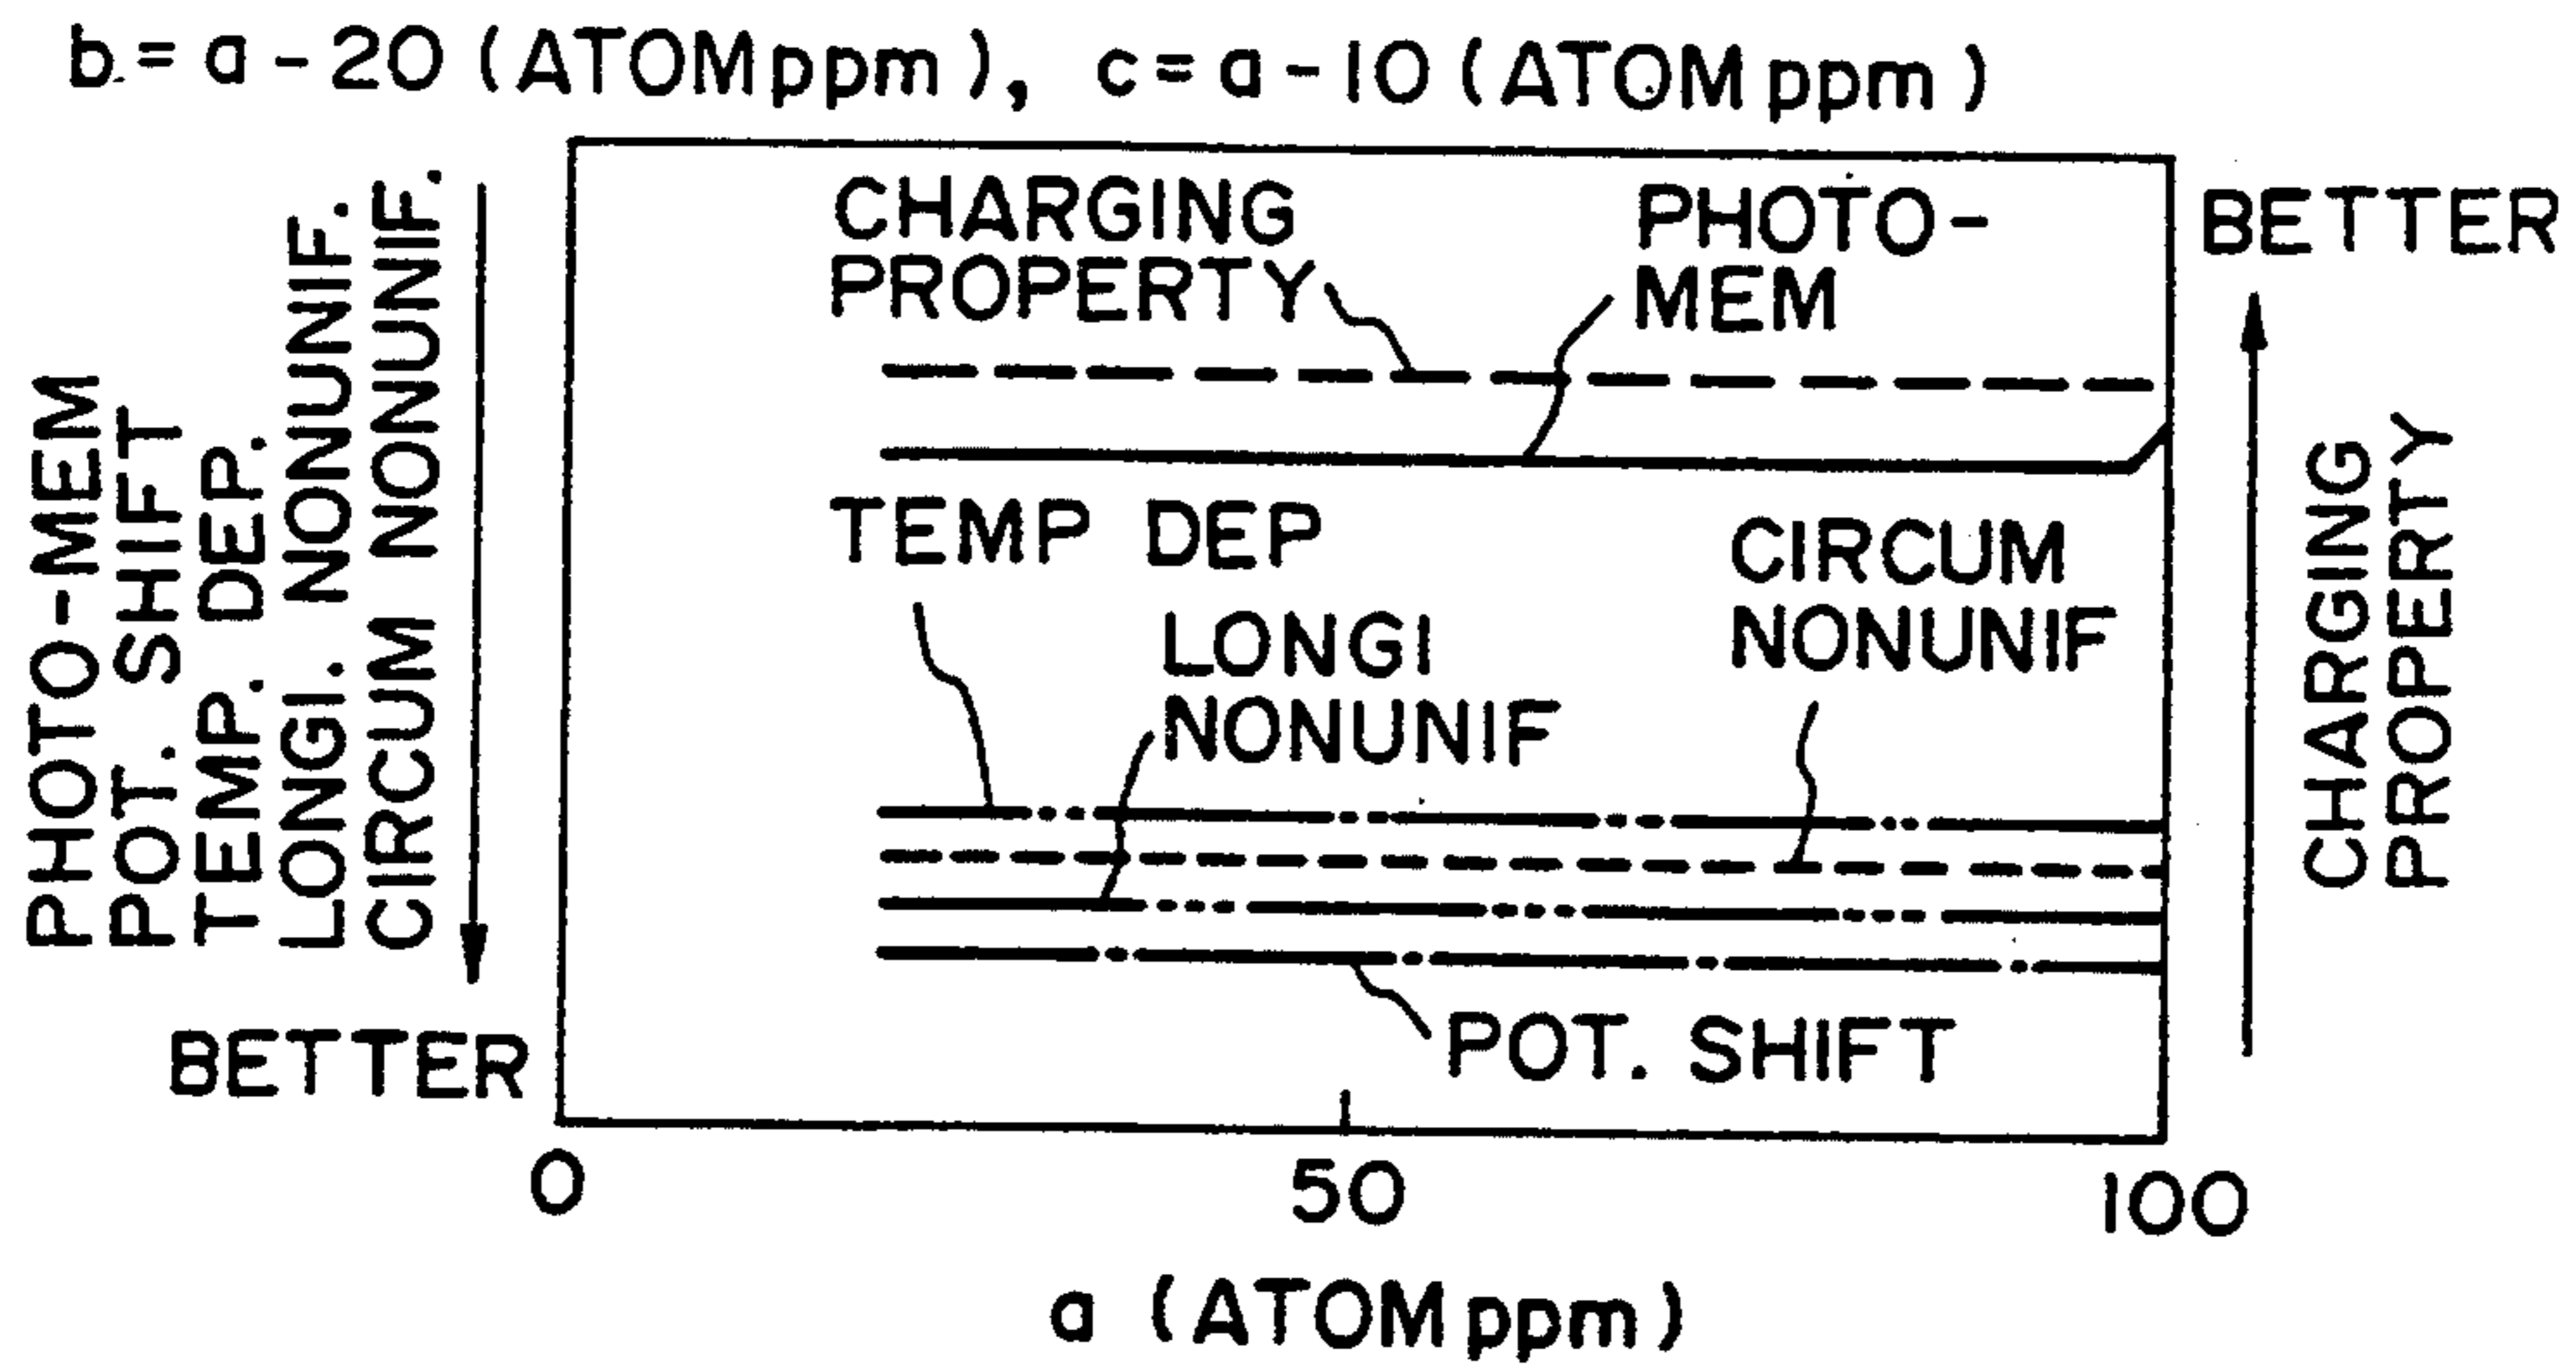 b = a - 20 (ATOM ppm), c = a - 10 (ATOM ppm)
PHOTO-MEM
POT. SHIFT
TEMP. DEP.
LONGI. NONUNIF.
CIRCUM NONUNIF.
BETTER
CHARGING
PROPERTY
PHOTO-
MEM
TEMP DEP
LONGI
NONUNIF
CIRCUM
NONUNIF
POT. SHIFT
BETTER
CHARGING
PROPERTY
0 50 100
a (ATOM ppm)